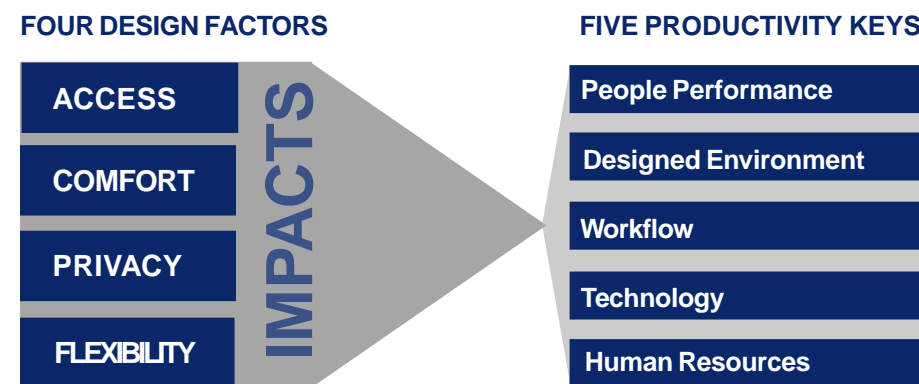 FOUR DESIGN FACTORS
FIVE PRODUCTIVITY KEYS
ACCESS
COMFORT
PRIVACY
FLEXIBILITY
IMPACTS
People Performance
Designed Environment
Workflow
Technology
Human Resources